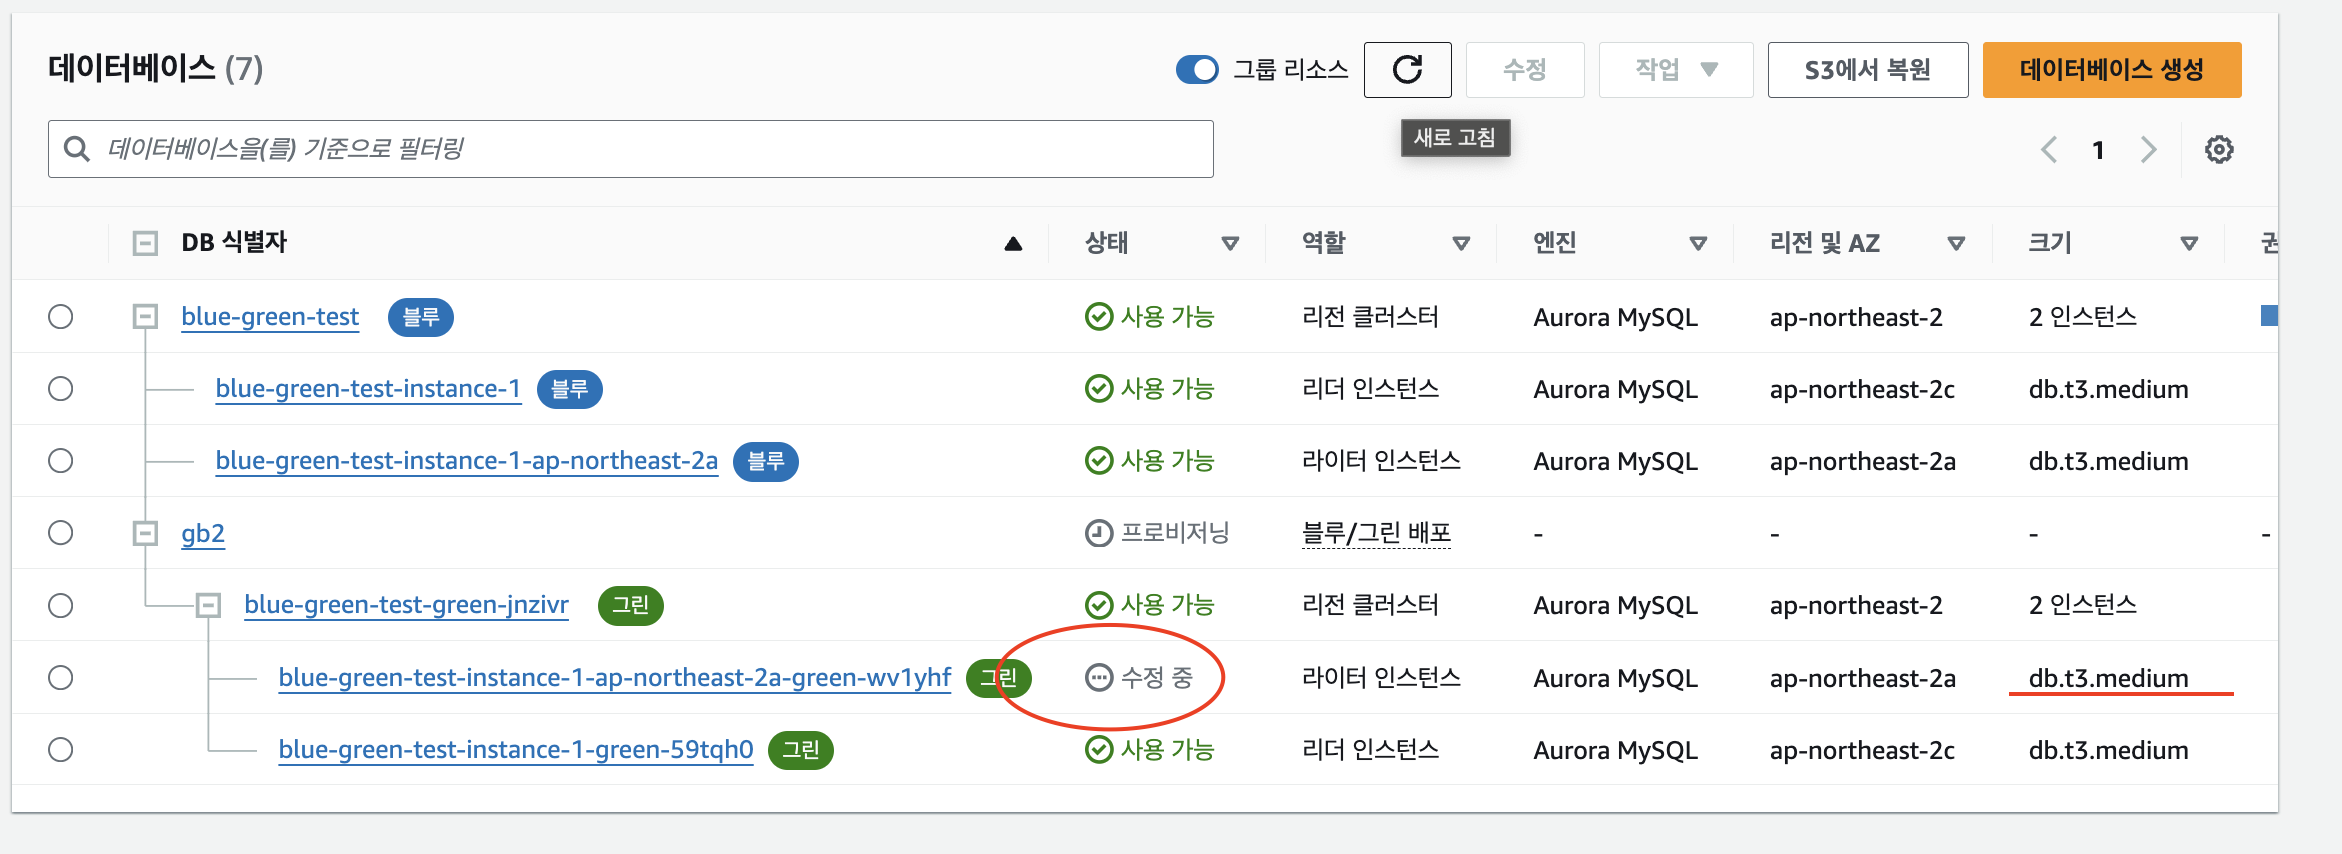 데이터베이스 (7)
그룹 리소스
수정
작업
S3에서 복원
데이터베이스 생성
데이터베이스을(를) 기준으로 필터링
새로 고침
1
DB 식별자 상태 역할 엔진 리전 및 AZ 크기
blue-green-test 블루 사용 가능 리전 클러스터 Aurora MySQL ap-northeast-2 2 인스턴스
blue-green-test-instance-1 블루 사용 가능 리더 인스턴스 Aurora MySQL ap-northeast-2c db.t3.medium
blue-green-test-instance-1-ap-northeast-2a 블루 사용 가능 라이터 인스턴스 Aurora MySQL ap-northeast-2a db.t3.medium
gb2 프로비저닝 블루/그린 배포 - - - -
blue-green-test-green-jnzivr 그린 사용 가능 리전 클러스터 Aurora MySQL ap-northeast-2 2 인스턴스
blue-green-test-instance-1-ap-northeast-2a-green-wv1yhf 그린 수정 중 라이터 인스턴스 Aurora MySQL ap-northeast-2a db.t3.medium
blue-green-test-instance-1-green-59tqh0 그린 사용 가능 리더 인스턴스 Aurora MySQL ap-northeast-2c db.t3.medium